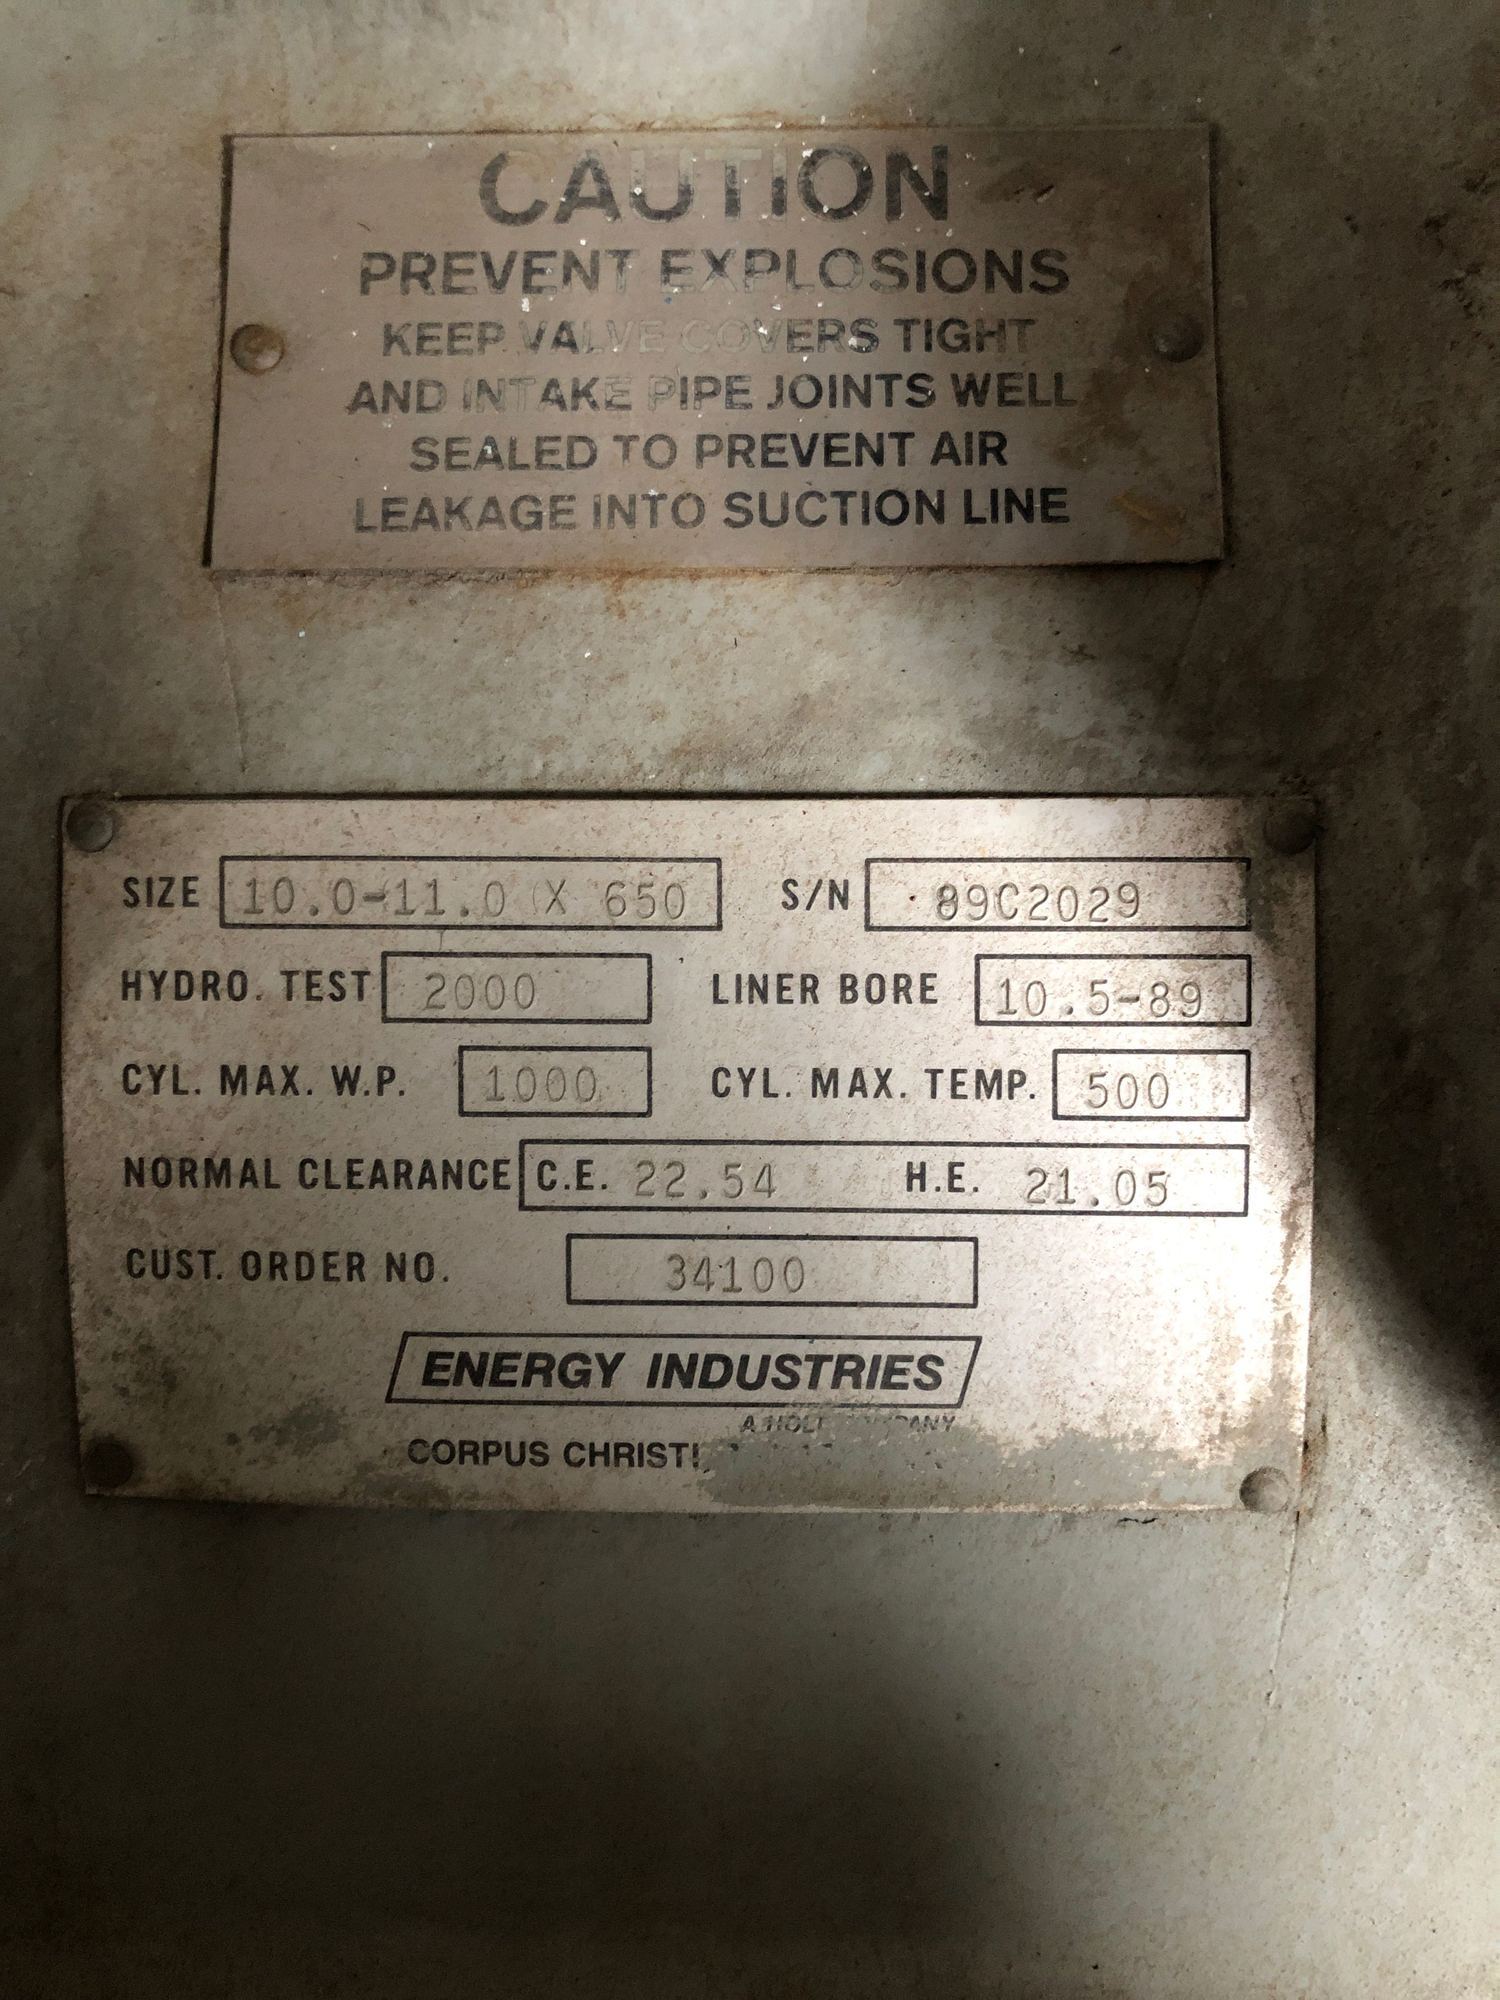 CAUTION
PREVENT EXPLOSIONS
KEEP VALVE COVERS TIGHT
AND INTAKE PIPE JOINTS WELL
SEALED TO PREVENT AIR
LEAKAGE INTO SUCTION LINE
SIZE 10.0-11.0 X 650 S/N 89C2029
HYDRO. TEST 2000 LINER BORE 10.5-89
CYL. MAX. W.P. 1000 CYL. MAX. TEMP. 500
NORMAL CLEARANCE C.E. 22.54 H.E. 21.05
CUST. ORDER NO. 34100
ENERGY INDUSTRIES
A COMPANY
CORPUS CHRISTI